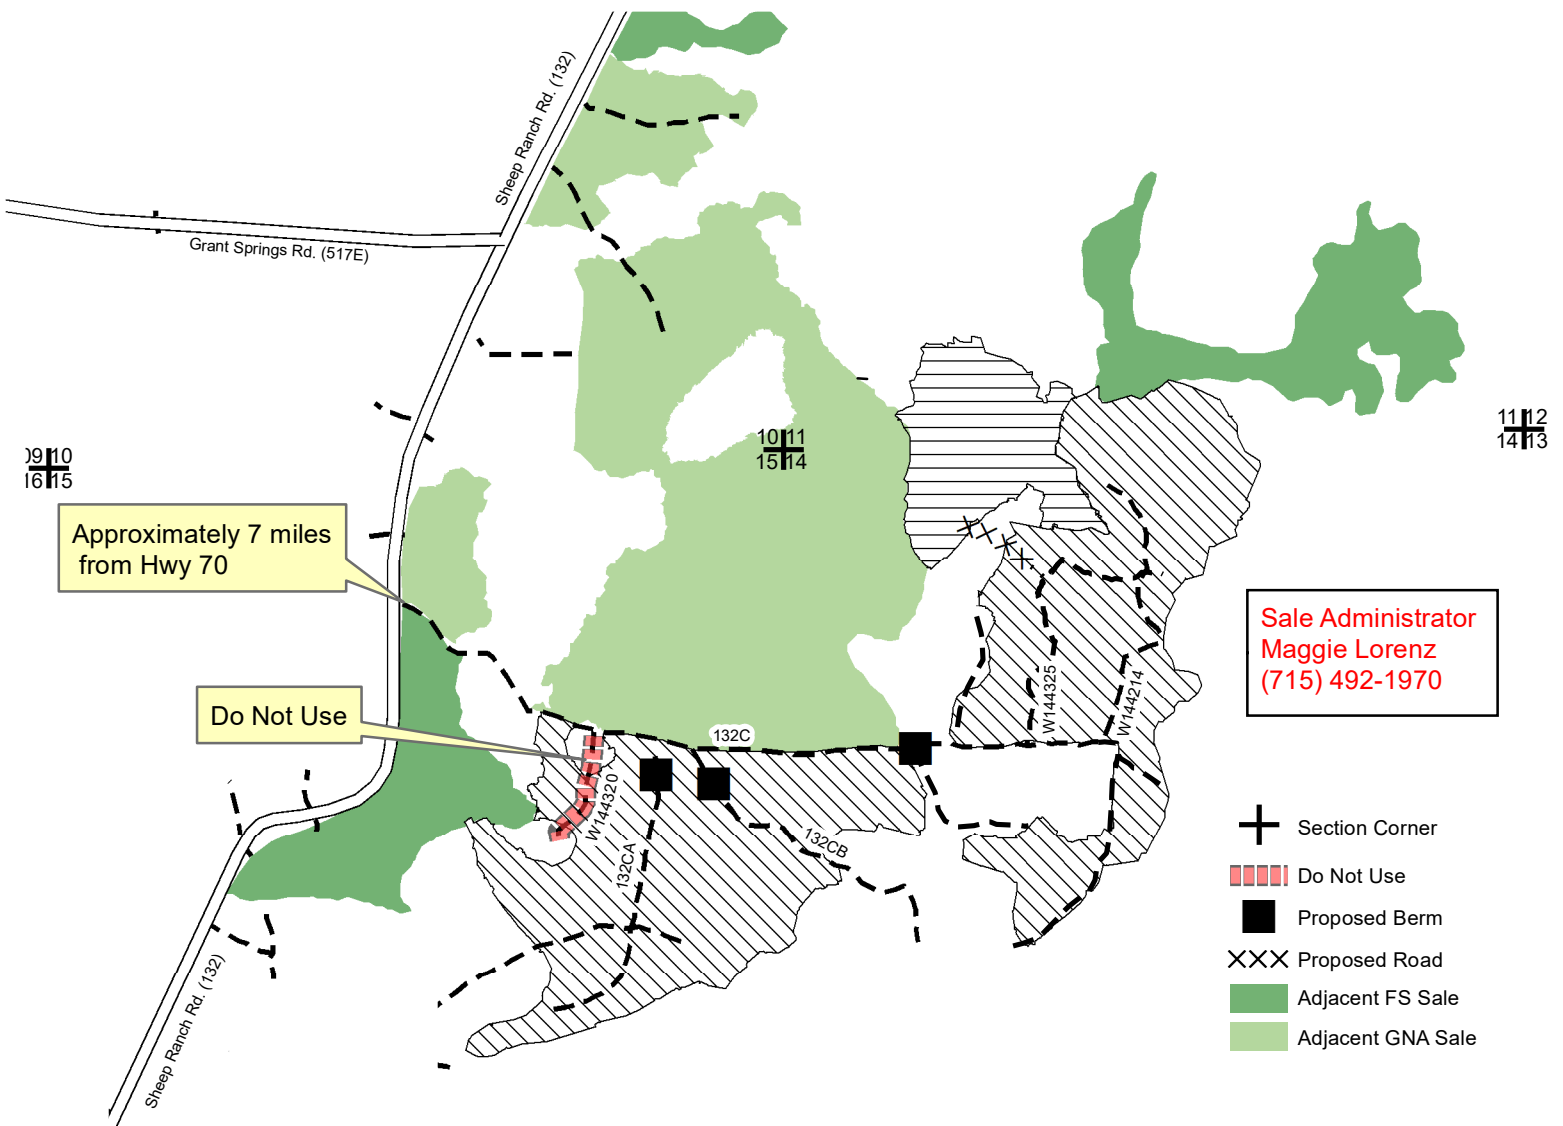 Sheep Ranch Rd. (132)
Grant Springs Rd. (517E)
10 11
15 14
11 12
14 13
09 10
16 15
Approximately 7 miles
from Hwy 70
Sale Administrator
Maggie Lorenz
(715) 492-1970
Do Not Use
132C
W144325
W144214
W144320
132CA
132CB
Sheep Ranch Rd. (132)
Section Corner
Do Not Use
Proposed Berm
Proposed Road
Adjacent FS Sale
Adjacent GNA Sale